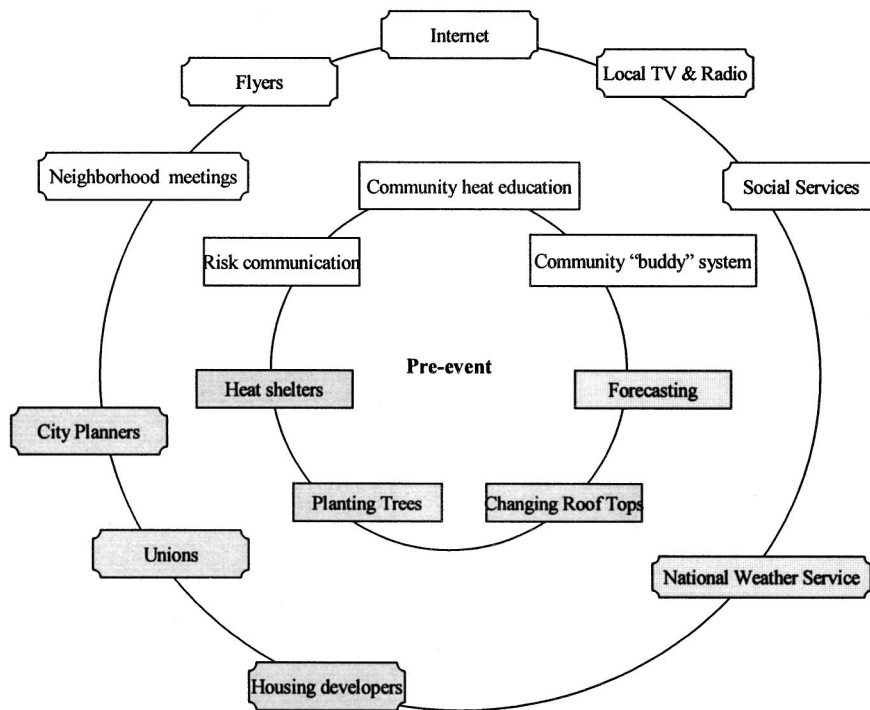 Internet
Local TV & Radio
Flyers
Neighborhood meetings
Community heat education
Social Services
Risk communication
Community “buddy” system
Pre-event
Heat shelters
Forecasting
City Planners
Planting Trees
Changing Roof Tops
Unions
National Weather Service
Housing developers